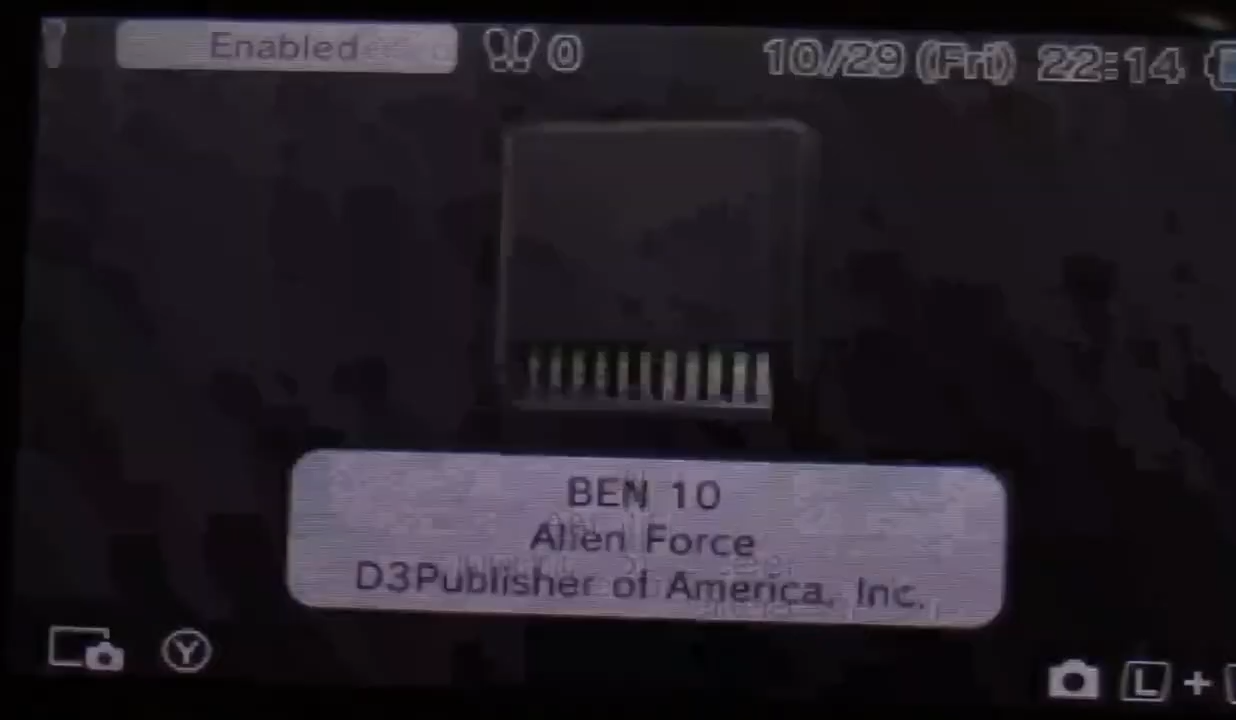 Enabled 0 10/29 (Fri) 22:14
BEN 10
Alien Force
D3Publisher of America, Inc.
Y L +